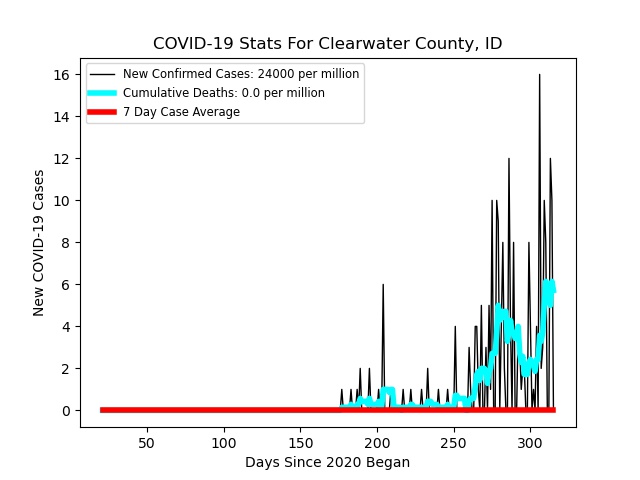 COVID-19 Stats For Clearwater County, ID
New Confirmed Cases: 24000 per million
Cumulative Deaths: 0.0 per million
7 Day Case Average
16
14
12
10
8
6
4
2
0
New COVID-19 Cases
50 100 150 200 250 300
Days Since 2020 Began